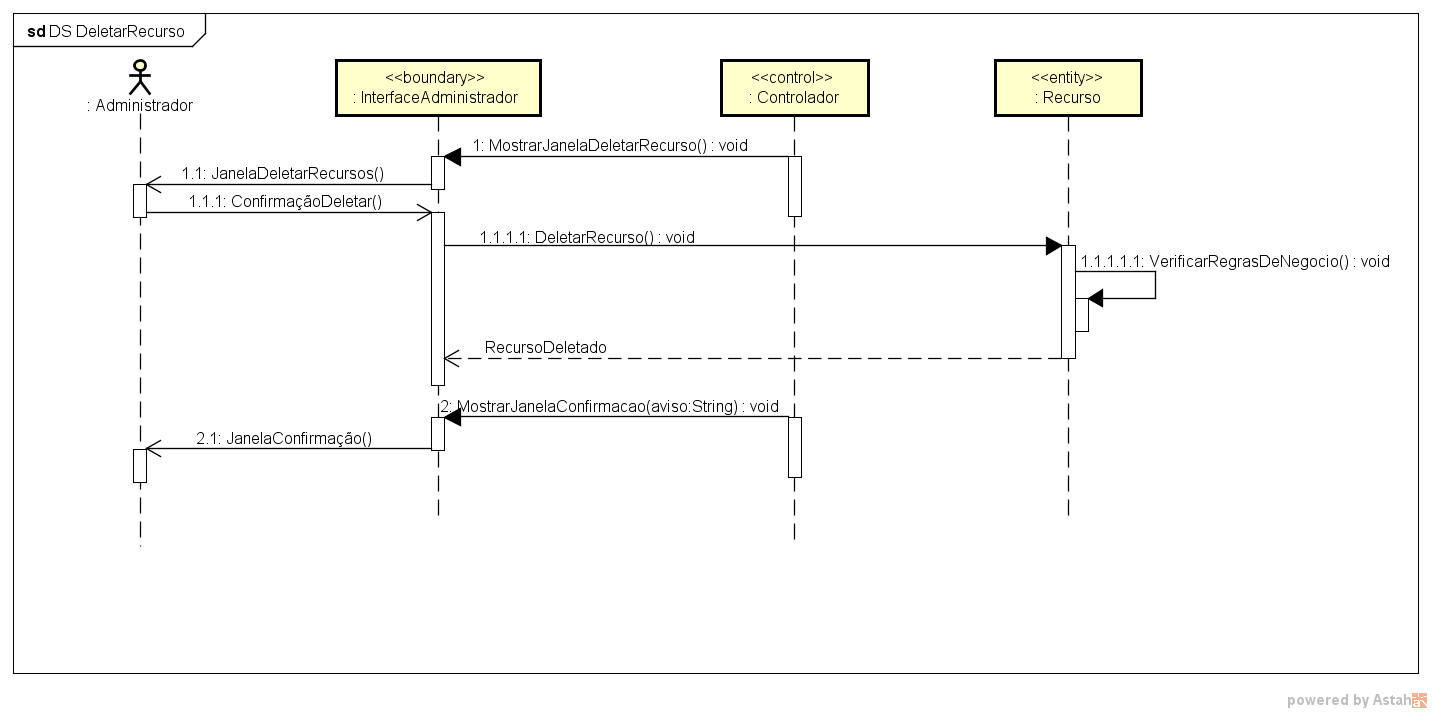 sd DS DeletarRecurso
<<boundary>>
<<control>>
<<entity>>
: InterfaceAdministrador
: Controlador
: Recurso
: Administrador
1: MostrarJanelaDeletarRecurso() : void
1.1: JanelaDeletarRecursos()
1.1.1: ConfirmaçãoDeletar()
1.1.1.1: DeletarRecurso() : void
1.1.1.1.1: VerificarRegrasDeNegocio() : void
RecursoDeletado
2: MostrarJanelaConfirmacao(aviso:String) : void
2.1: JanelaConfirmação()
powered by Astah